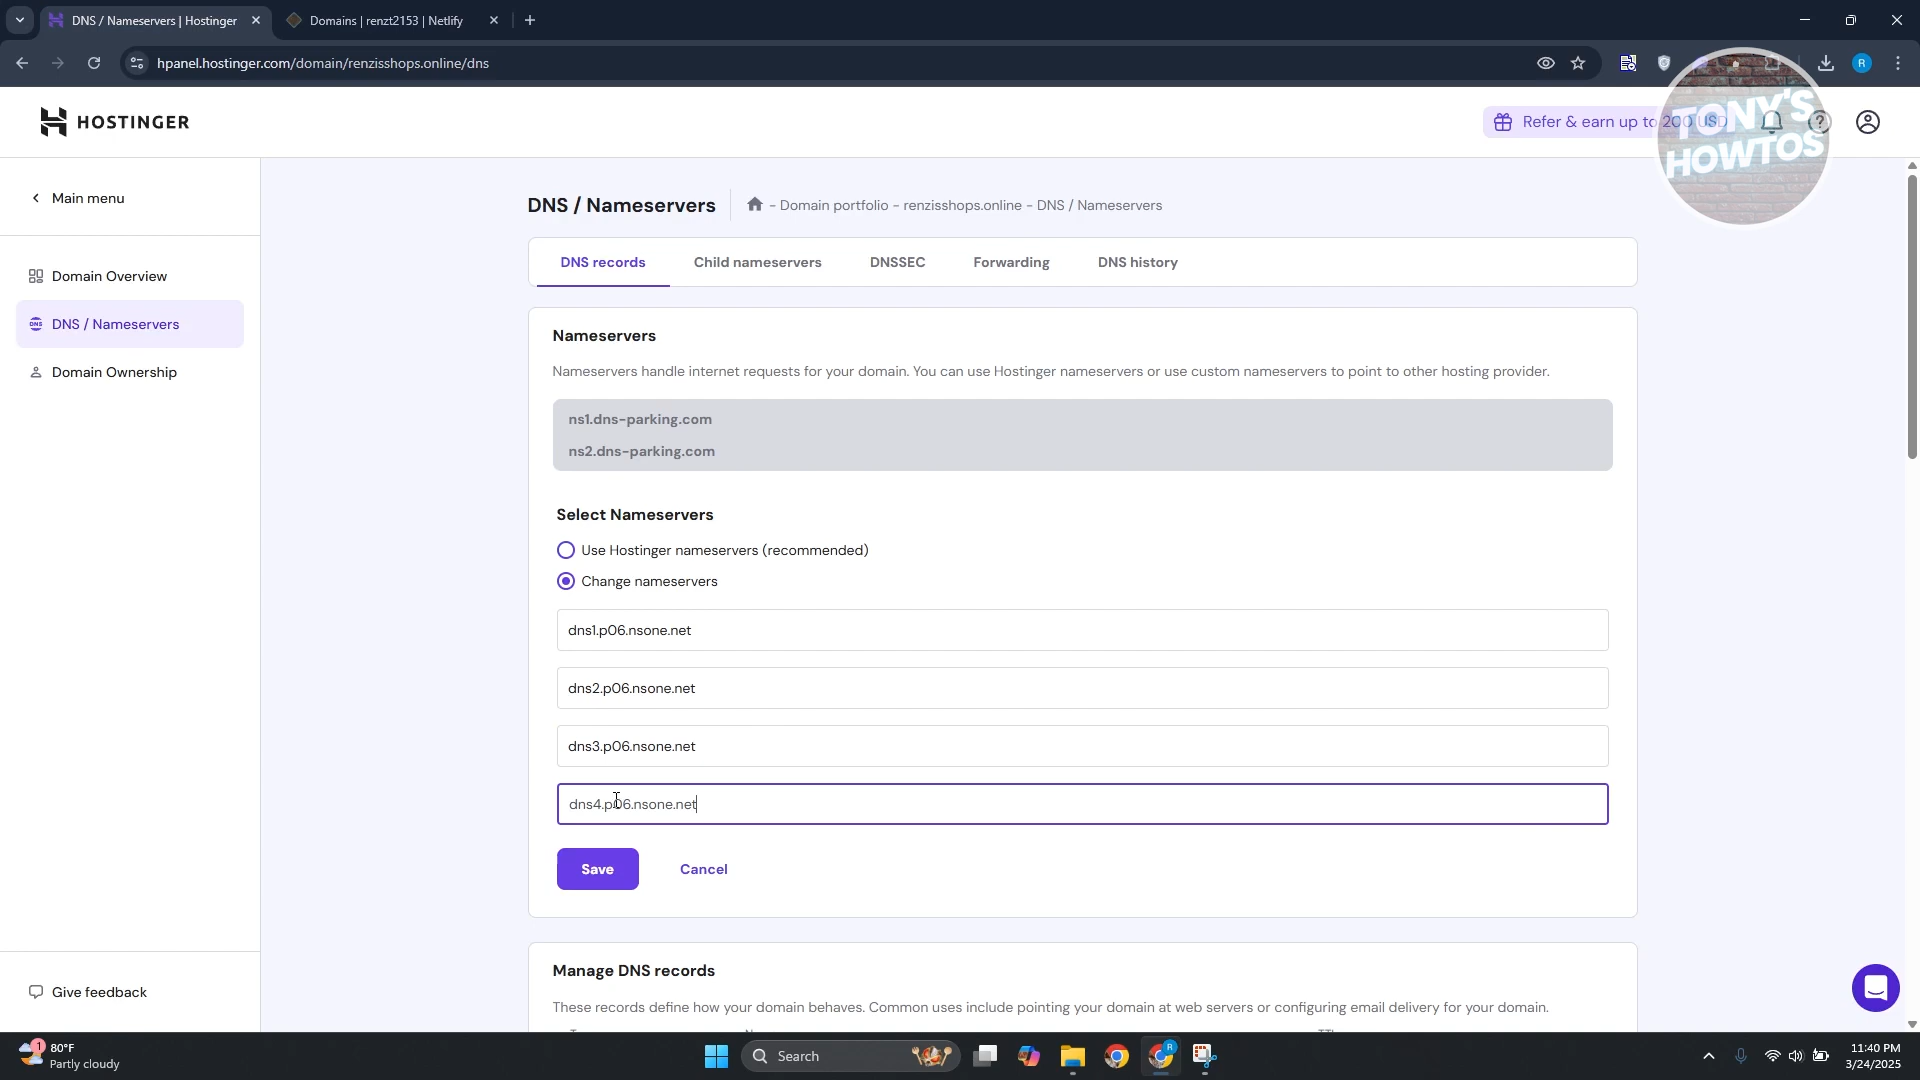 DNS / Nameservers | Hostinger
Domains | renzt2153 | Netlify
hpanel.hostinger.com/domain/renzisshops.online/dns
R
HOSTINGER
Refer & earn up to 200 USD
TONY'S
HOWTOS
Main menu
DNS / Nameservers
- Domain portfolio - renzisshops.online - DNS / Nameservers
DNS records
Child nameservers
DNSSEC
Forwarding
DNS history
Domain Overview
DNS / Nameservers
Domain Ownership
Nameservers
Nameservers handle internet requests for your domain. You can use Hostinger nameservers or use custom nameservers to point to other hosting provider.
ns1.dns-parking.com
ns2.dns-parking.com
Select Nameservers
Use Hostinger nameservers (recommended)
Change nameservers
dns1.p06.nsone.net
dns2.p06.nsone.net
dns3.p06.nsone.net
dns4.p06.nsone.net
Save
Cancel
Manage DNS records
These records define how your domain behaves. Common uses include pointing your domain at web servers or configuring email delivery for your domain.
Give feedback
1
80°F
Partly cloudy
Search
R
11:40 PM
3/24/2025